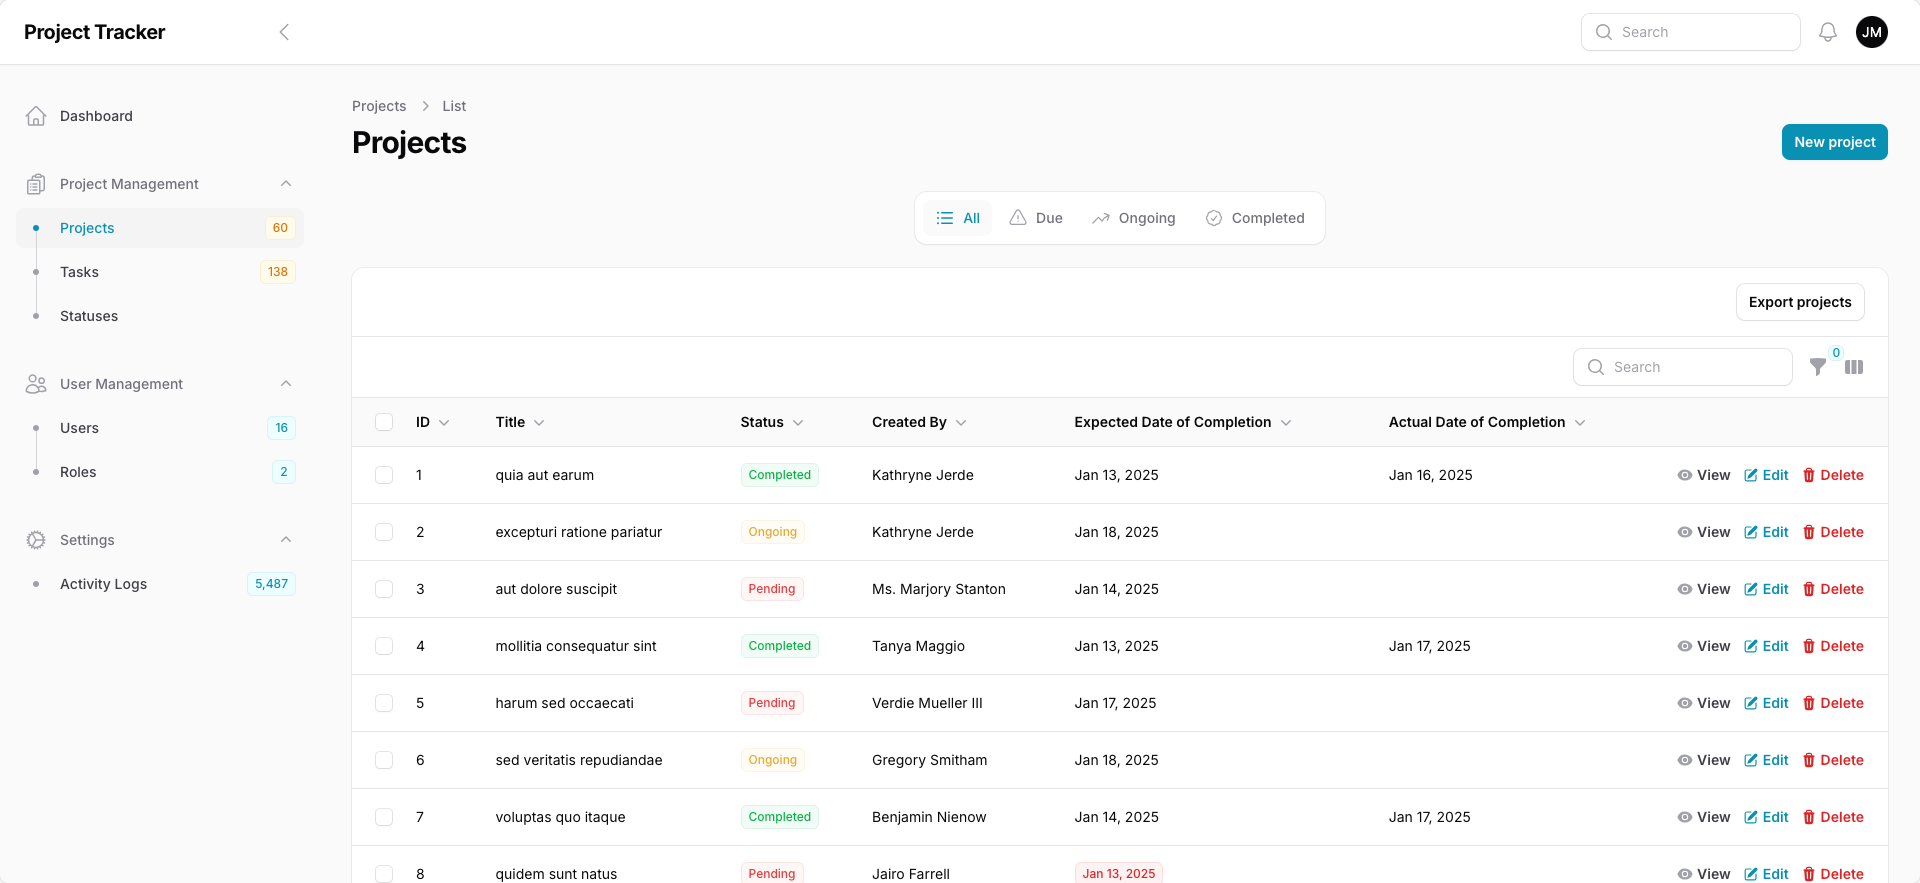 Project Tracker
Search
JM
Dashboard
Project Management
Projects 60
Tasks 138
Statuses
User Management
Users 16
Roles 2
Settings
Activity Logs 5,487
Projects List
Projects
New project
All Due Ongoing Completed
Export projects
Search 0
ID Title Status Created By Expected Date of Completion Actual Date of Completion
1 quia aut earum Completed Kathryne Jerde Jan 13, 2025 Jan 16, 2025 View Edit Delete
2 excepturi ratione pariatur Ongoing Kathryne Jerde Jan 18, 2025 View Edit Delete
3 aut dolore suscipit Pending Ms. Marjory Stanton Jan 14, 2025 View Edit Delete
4 mollitia consequatur sint Completed Tanya Maggio Jan 13, 2025 Jan 17, 2025 View Edit Delete
5 harum sed occaecati Pending Verdie Mueller III Jan 17, 2025 View Edit Delete
6 sed veritatis repudiandae Ongoing Gregory Smitham Jan 18, 2025 View Edit Delete
7 voluptas quo itaque Completed Benjamin Nienow Jan 14, 2025 Jan 17, 2025 View Edit Delete
8 quidem sunt natus Pending Jairo Farrell Jan 13, 2025 View Edit Delete